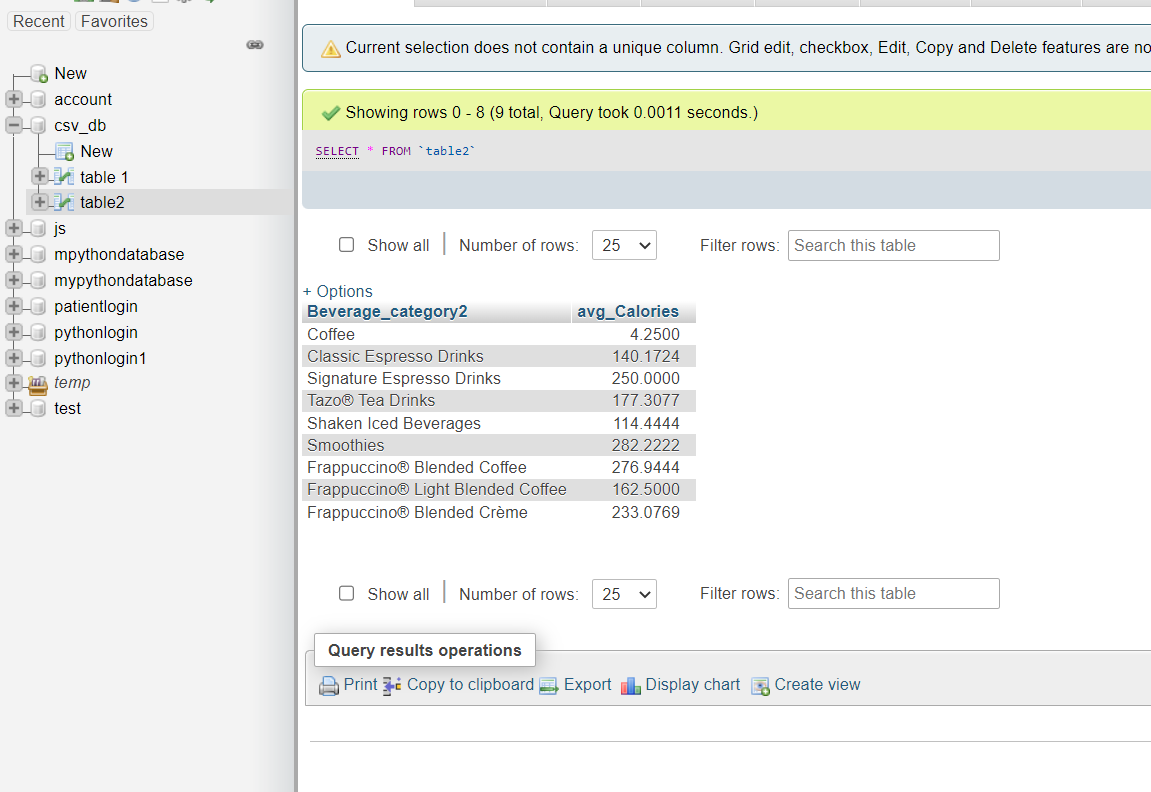 Recent Favorites
New
account
csv_db
New
table 1
table2
js
mpythondatabase
mypythondatabase
patientlogin
pythonlogin
pythonlogin1
temp
test
Current selection does not contain a unique column. Grid edit, checkbox, Edit, Copy and Delete features are no
Showing rows 0 - 8 (9 total, Query took 0.0011 seconds.)
SELECT * FROM `table2`
Show all Number of rows: 25 Filter rows: Search this table
+ Options
Beverage_category2 avg_Calories
Coffee 4.2500
Classic Espresso Drinks 140.1724
Signature Espresso Drinks 250.0000
Tazo® Tea Drinks 177.3077
Shaken Iced Beverages 114.4444
Smoothies 282.2222
Frappuccino® Blended Coffee 276.9444
Frappuccino® Light Blended Coffee 162.5000
Frappuccino® Blended Crème 233.0769
Show all Number of rows: 25 Filter rows: Search this table
Query results operations
Print Copy to clipboard Export Display chart Create view